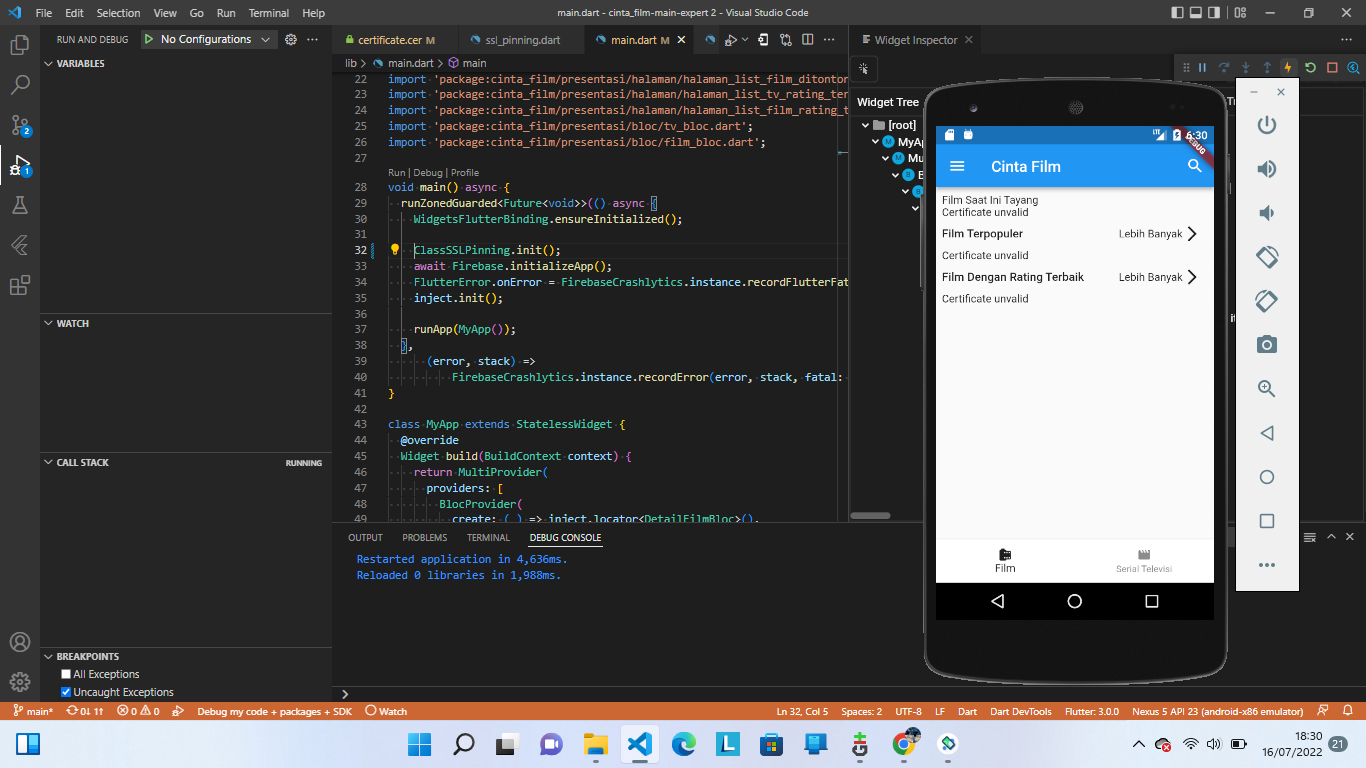 File Edit Selection View Go Run Terminal Help
main.dart - cinta_film-main-expert 2 - Visual Studio Code
RUN AND DEBUG
No Configurations
certificate.cer M
ssl_pinning.dart
main.dart M
Widget Inspector
lib > main.dart > main
VARIABLES
WATCH
CALL STACK
RUNNING
BREAKPOINTS
All Exceptions
Uncaught Exceptions
2
1
22 import 'package:cinta_film/presentasi/halaman/halaman_list_film_ditonton
23 import 'package:cinta_film/presentasi/halaman/halaman_list_tv_rating_ter
24 import 'package:cinta_film/presentasi/halaman/halaman_list_film_rating_t
25 import 'package:cinta_film/presentasi/bloc/tv_bloc.dart';
26 import 'package:cinta_film/presentasi/bloc/film_bloc.dart';
27
Run | Debug | Profile
28 void main() async {
29 runZonedGuarded<Future<void>>(() async {
30 WidgetsFlutterBinding.ensureInitialized();
31
32 ClassSSLPinning.init();
33 await Firebase.initializeApp();
34 FlutterError.onError = FirebaseCrashlytics.instance.recordFlutterFat
35 inject.init();
36
37 runApp(MyApp());
38 },
39 (error, stack) =>
40 FirebaseCrashlytics.instance.recordError(error, stack, fatal:
41 }
42
43 class MyApp extends StatelessWidget {
44 @override
45 Widget build(BuildContext context) {
46 return MultiProvider(
47 providers: [
48 BlocProvider(
49 create: (_) => inject.locator<DetailFilmBloc>(),
Widget Tree
[root]
MyAp
Mu
B
OUTPUT PROBLEMS TERMINAL DEBUG CONSOLE
Restarted application in 4,636ms.
Reloaded 0 libraries in 1,988ms.
LTE
6:30
DEBUG
Cinta Film
Film Saat Ini Tayang
Certificate unvalid
Film Terpopuler
Lebih Banyak
Certificate unvalid
Film Dengan Rating Terbaik
Lebih Banyak
Certificate unvalid
Film
Serial Televisi
main* 0↓ 1↑ 0 0 Debug my code + packages + SDK Watch
Ln 32, Col 5 Spaces: 2 UTF-8 LF Dart Dart DevTools Flutter: 3.0.0 Nexus 5 API 23 (android-x86 emulator)
18:30
16/07/2022
21